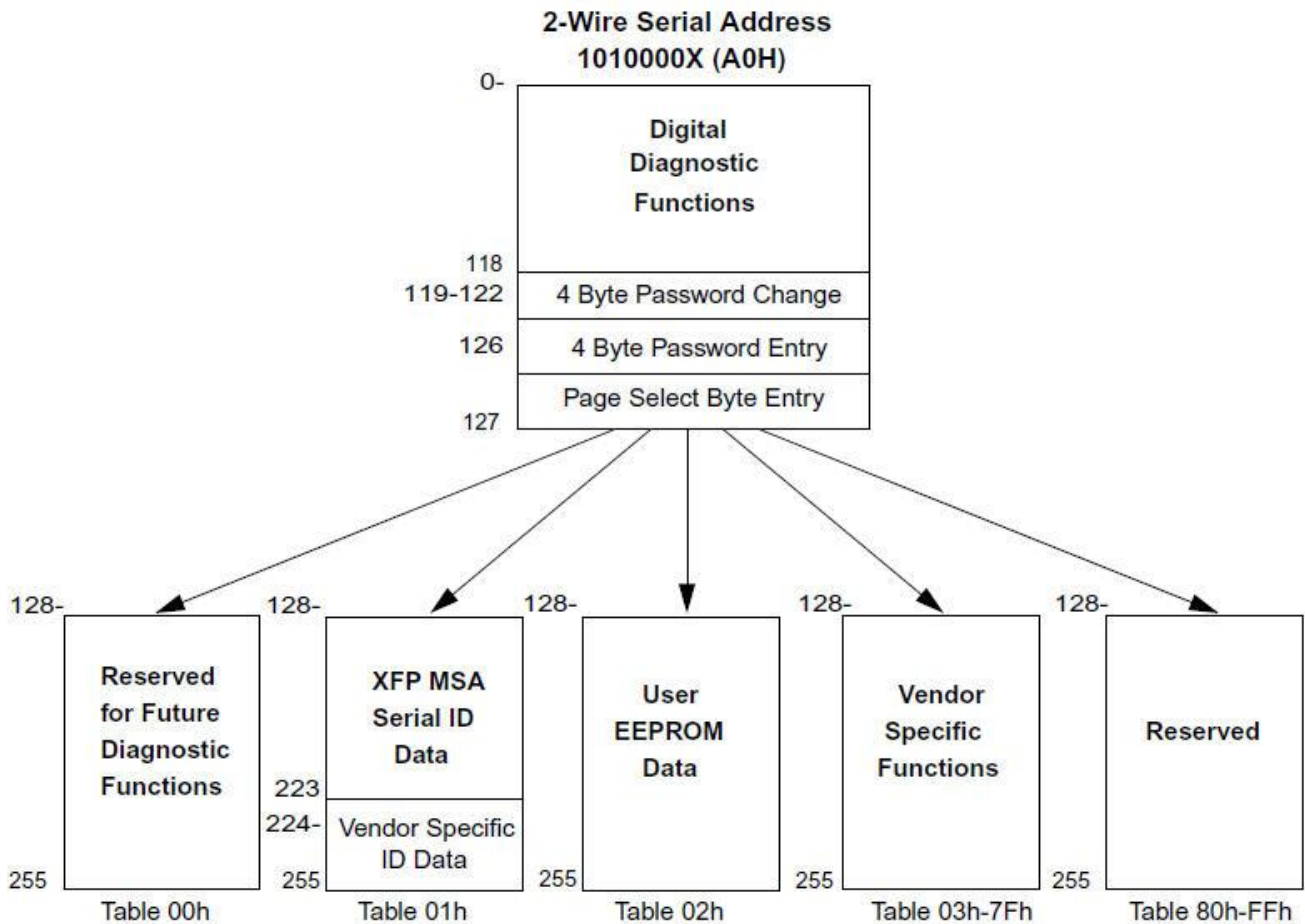 2-Wire Serial Address
1010000X (A0H)
0-
Digital
Diagnostic
Functions
118
119-122
4 Byte Password Change
126
4 Byte Password Entry
Page Select Byte Entry
127
128-
Reserved
for Future
Diagnostic
Functions
255
Table 00h
128-
XFP MSA
Serial ID
Data
223
224-
Vendor Specific
ID Data
255
Table 01h
128-
User
EEPROM
Data
255
Table 02h
128-
Vendor
Specific
Functions
255
Table 03h-7Fh
128-
Reserved
255
Table 80h-FFh